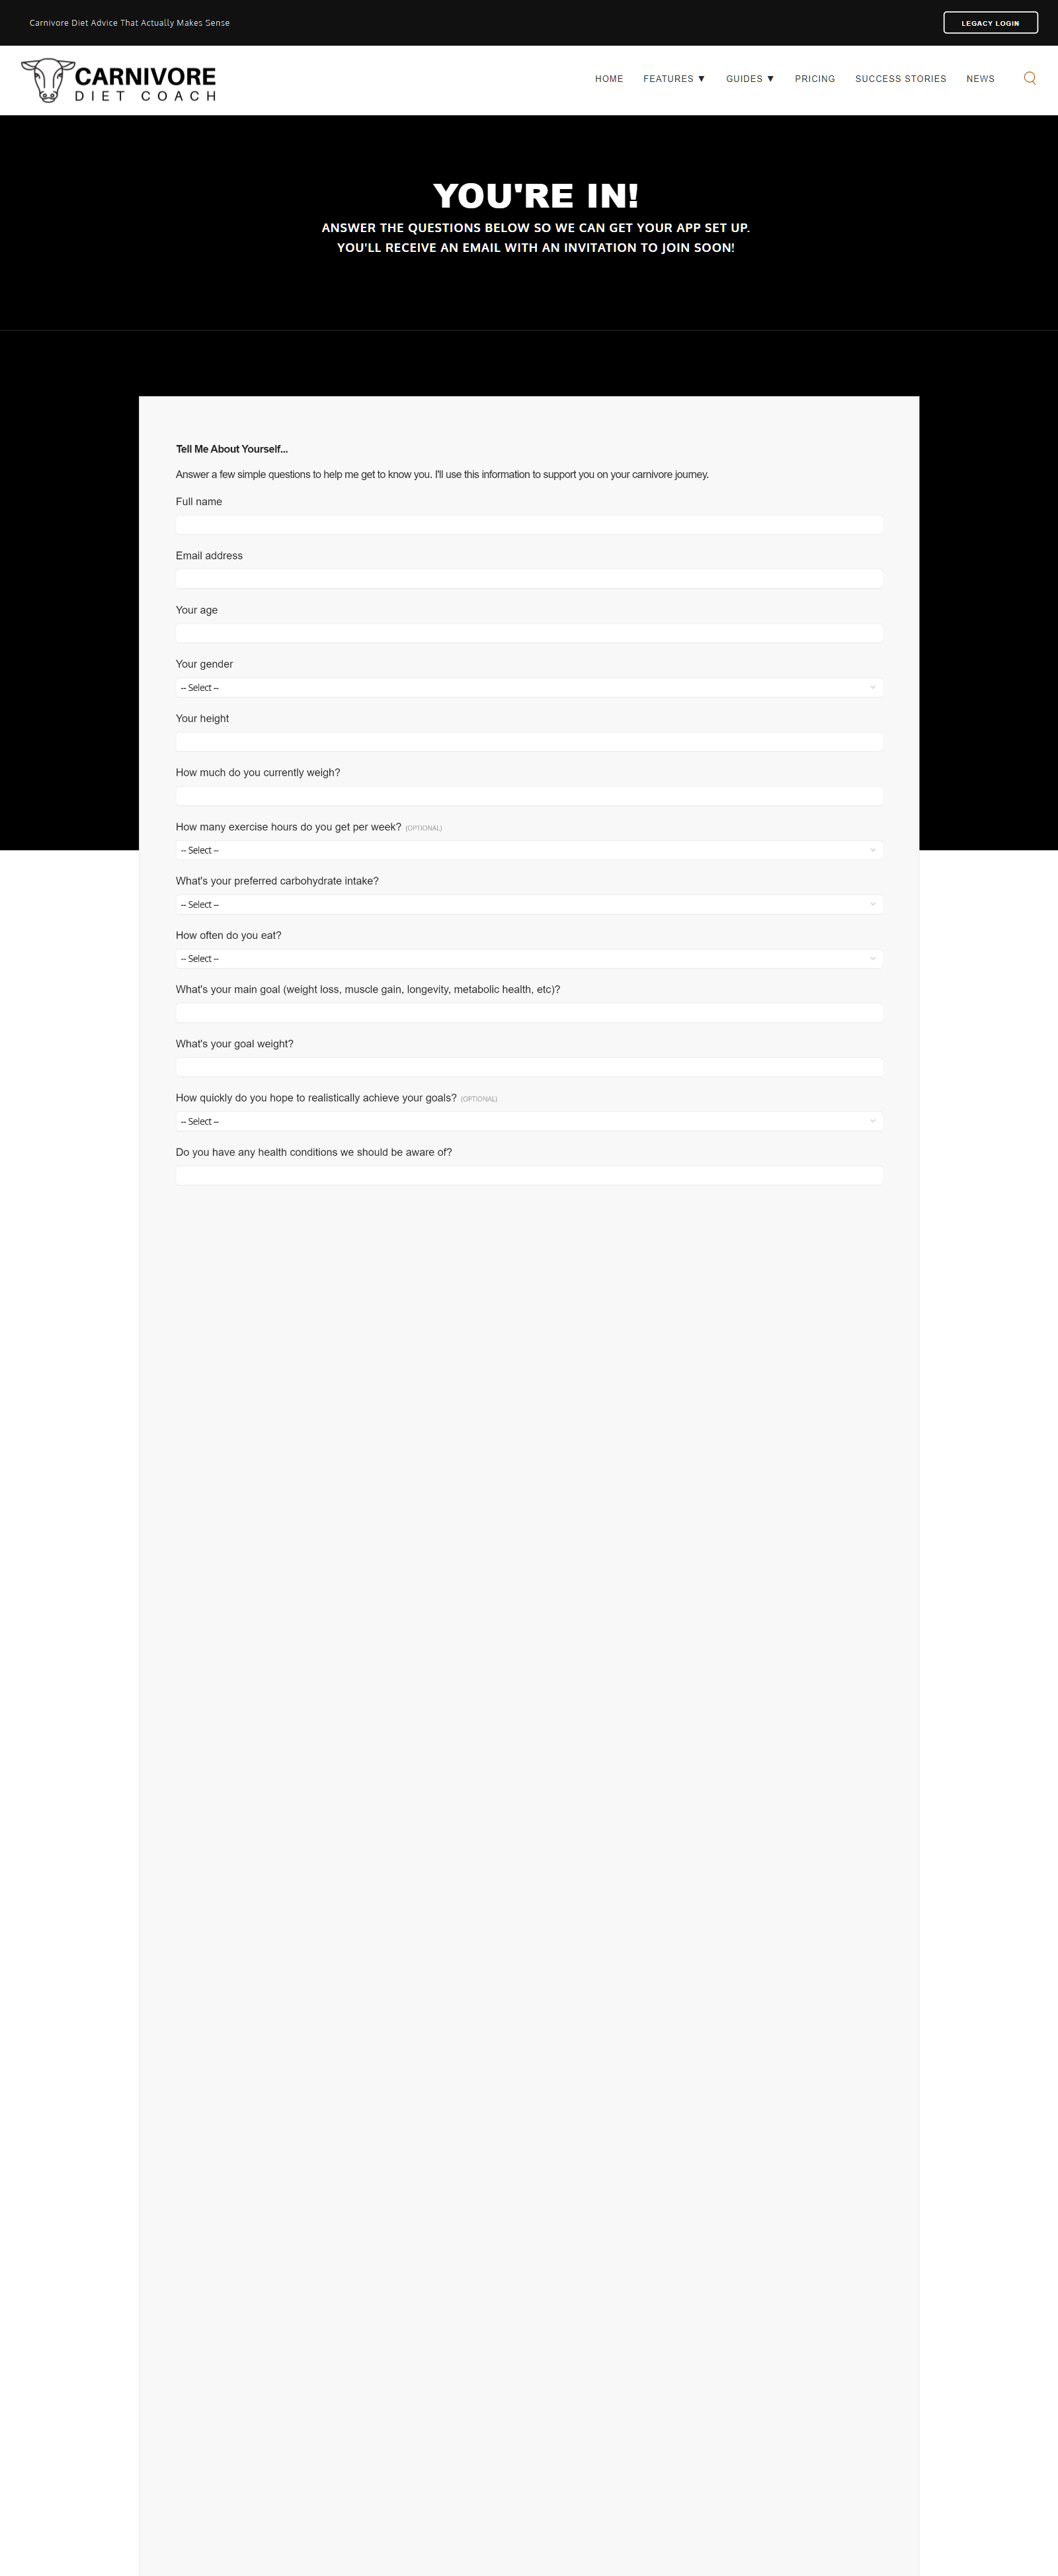 Carnivore Diet Advice That Actually Makes Sense
LEGACY LOGIN
CARNIVORE
DIET COACH
HOME FEATURES ▼ GUIDES ▼ PRICING SUCCESS STORIES NEWS
YOU'RE IN!
ANSWER THE QUESTIONS BELOW SO WE CAN GET YOUR APP SET UP.
YOU'LL RECEIVE AN EMAIL WITH AN INVITATION TO JOIN SOON!
Tell Me About Yourself...
Answer a few simple questions to help me get to know you. I'll use this information to support you on your carnivore journey.
Full name
Email address
Your age
Your gender
-- Select --
Your height
How much do you currently weigh?
How many exercise hours do you get per week? (OPTIONAL)
-- Select --
What's your preferred carbohydrate intake?
-- Select --
How often do you eat?
-- Select --
What's your main goal (weight loss, muscle gain, longevity, metabolic health, etc)?
What's your goal weight?
How quickly do you hope to realistically achieve your goals? (OPTIONAL)
-- Select --
Do you have any health conditions we should be aware of?